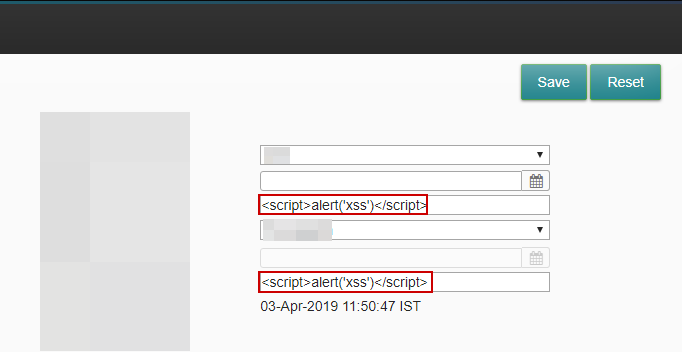 Save Reset
<script>alert('xss')</script>
<script>alert('xss')</script>
03-Apr-2019 11:50:47 IST